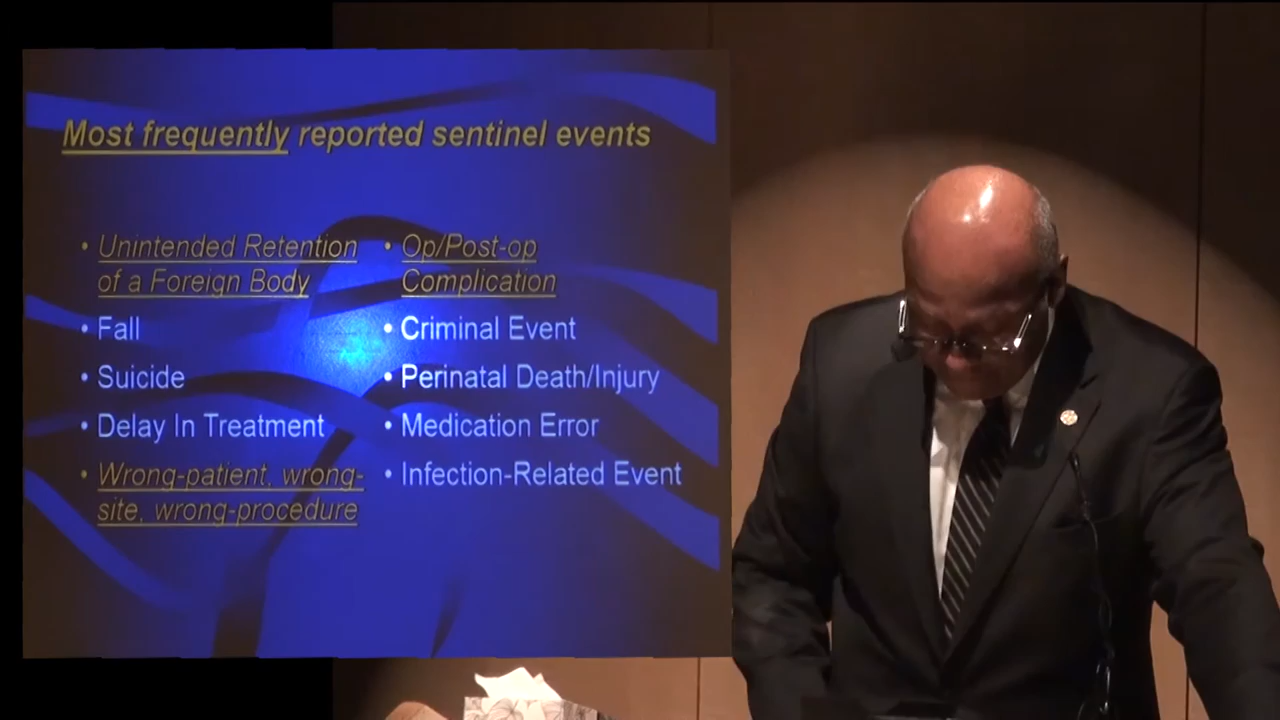 Most frequently reported sentinel events
• Unintended Retention
of a Foreign Body
• Fall
• Suicide
• Delay In Treatment
• Wrong-patient, wrong-
site, wrong-procedure
• Op/Post-op
Complication
• Criminal Event
• Perinatal Death/Injury
• Medication Error
• Infection-Related Event